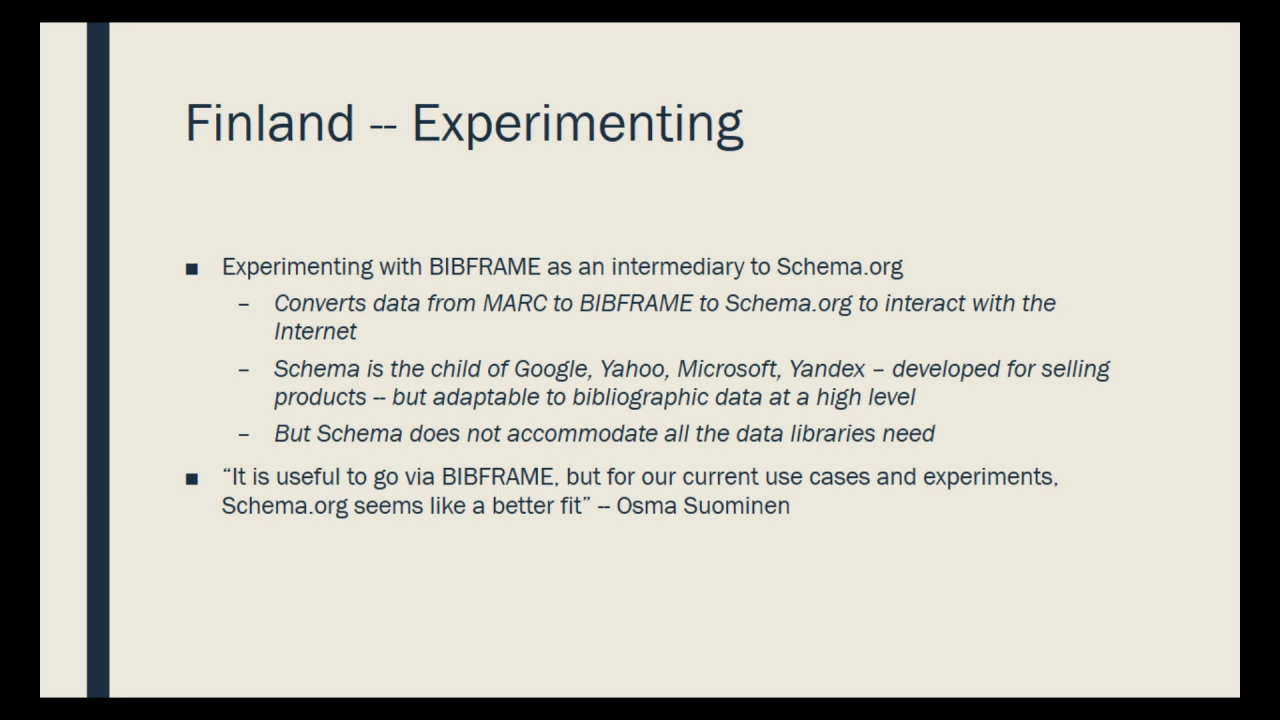 Finland -- Experimenting
■ Experimenting with BIBFRAME as an intermediary to Schema.org
– Converts data from MARC to BIBFRAME to Schema.org to interact with the
Internet
– Schema is the child of Google, Yahoo, Microsoft, Yandex – developed for selling
products -- but adaptable to bibliographic data at a high level
– But Schema does not accommodate all the data libraries need
■ “It is useful to go via BIBFRAME, but for our current use cases and experiments,
Schema.org seems like a better fit” -- Osma Suominen